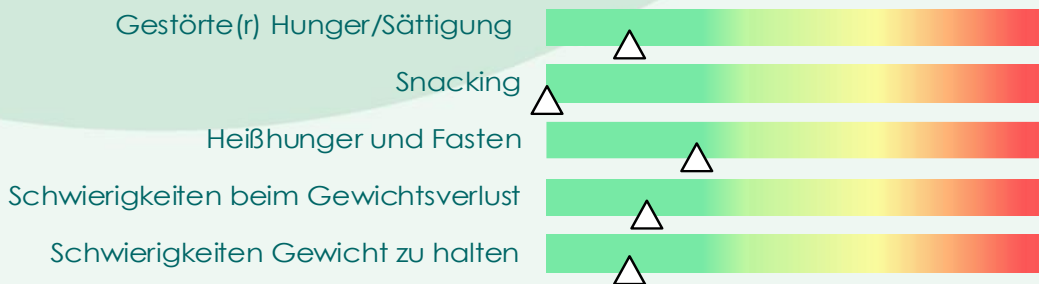 Gestörte(r) Hunger/Sättigung
Snacking
Heißhunger und Fasten
Schwierigkeiten beim Gewichtsverlust
Schwierigkeiten Gewicht zu halten